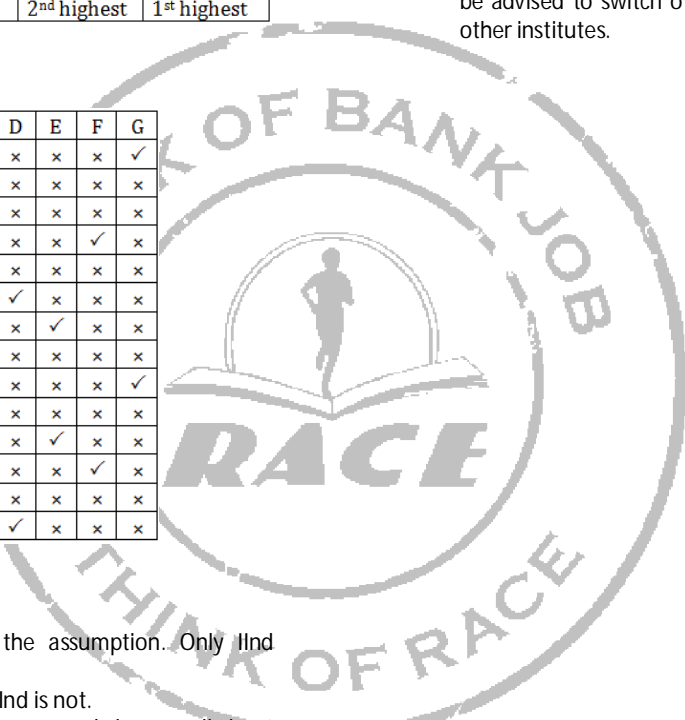 2nd highest 1st highest
be advised to switch o
other institutes.
D E F G
× × × ✓
× × × ×
× × × ×
× × ✓ ×
× × × ×
✓ × × ×
× ✓ × ×
× × × ×
× × × ✓
× × × ×
× ✓ × ×
× × ✓ ×
× × × ×
✓ × × ×
OF BANK JOB
RACE
THINK OF RACE
the assumption. Only IInd
Ind is not.